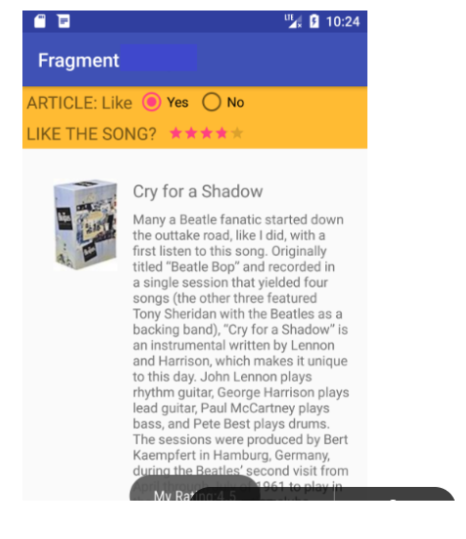 LTE 10:24
Fragment
ARTICLE: Like Yes No
LIKE THE SONG?
Cry for a Shadow
Many a Beatle fanatic started down
the outtake road, like I did, with a
first listen to this song. Originally
titled “Beatle Bop” and recorded in
a single session that yielded four
songs (the other three featured
Tony Sheridan with the Beatles as a
backing band), “Cry for a Shadow” is
an instrumental written by Lennon
and Harrison, which makes it unique
to this day. John Lennon plays
rhythm guitar, George Harrison plays
lead guitar, Paul McCartney plays
bass, and Pete Best plays drums.
The sessions were produced by Bert
Kaempfert in Hamburg, Germany,
during the Beatles’ second visit from
April through 1961 to play in
My Rating:4.5